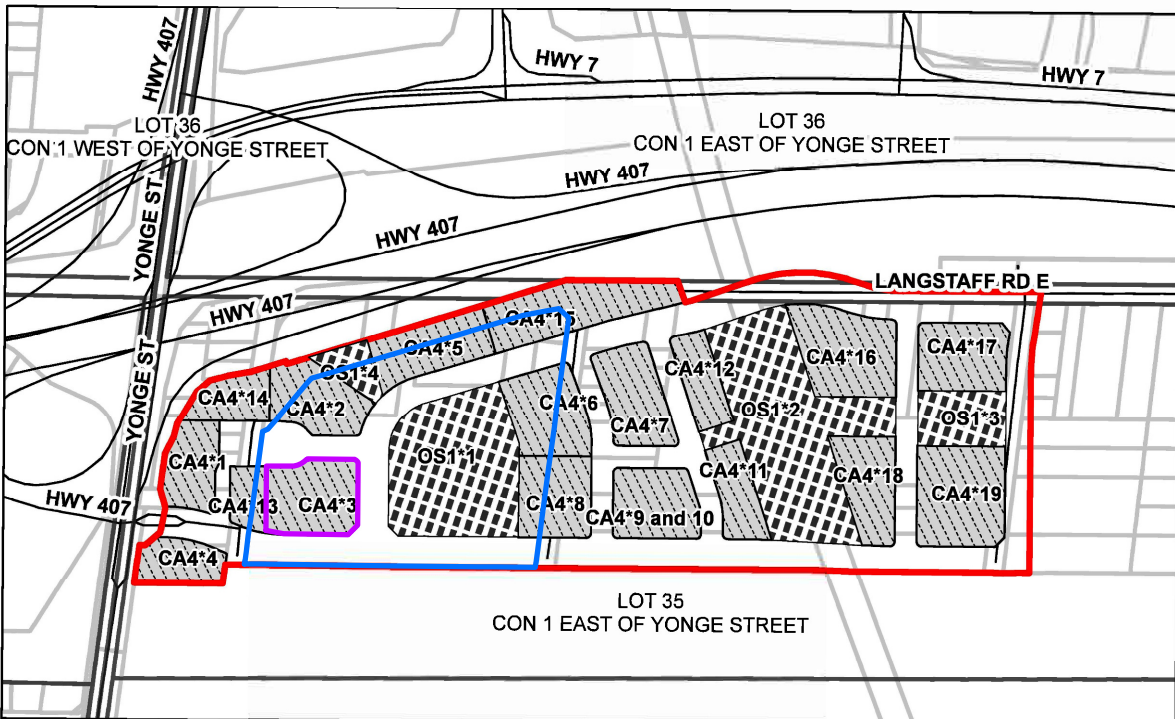 HWY 407
HWY 7
HWY 7
LOT 36
CON 1 WEST OF YONGE STREET
LOT 36
CON 1 EAST OF YONGE STREET
HWY 407
YONGE ST
HWY 407
LANGSTAFF RD E
HWY 407
CA4*15
CA4*5
OS1*4
CA4*17
CA4*16
CA4*12
CA4*14
CA4*2
CA4*6
OS1*2
OS1*3
CA4*7
YONGE ST
OS1*1
CA4*1
CA4*11
CA4*18
CA4*19
HWY 407
CA4*13
CA4*3
CA4*8
CA4*9 and 10
CA4*4
LOT 35
CON 1 EAST OF YONGE STREET